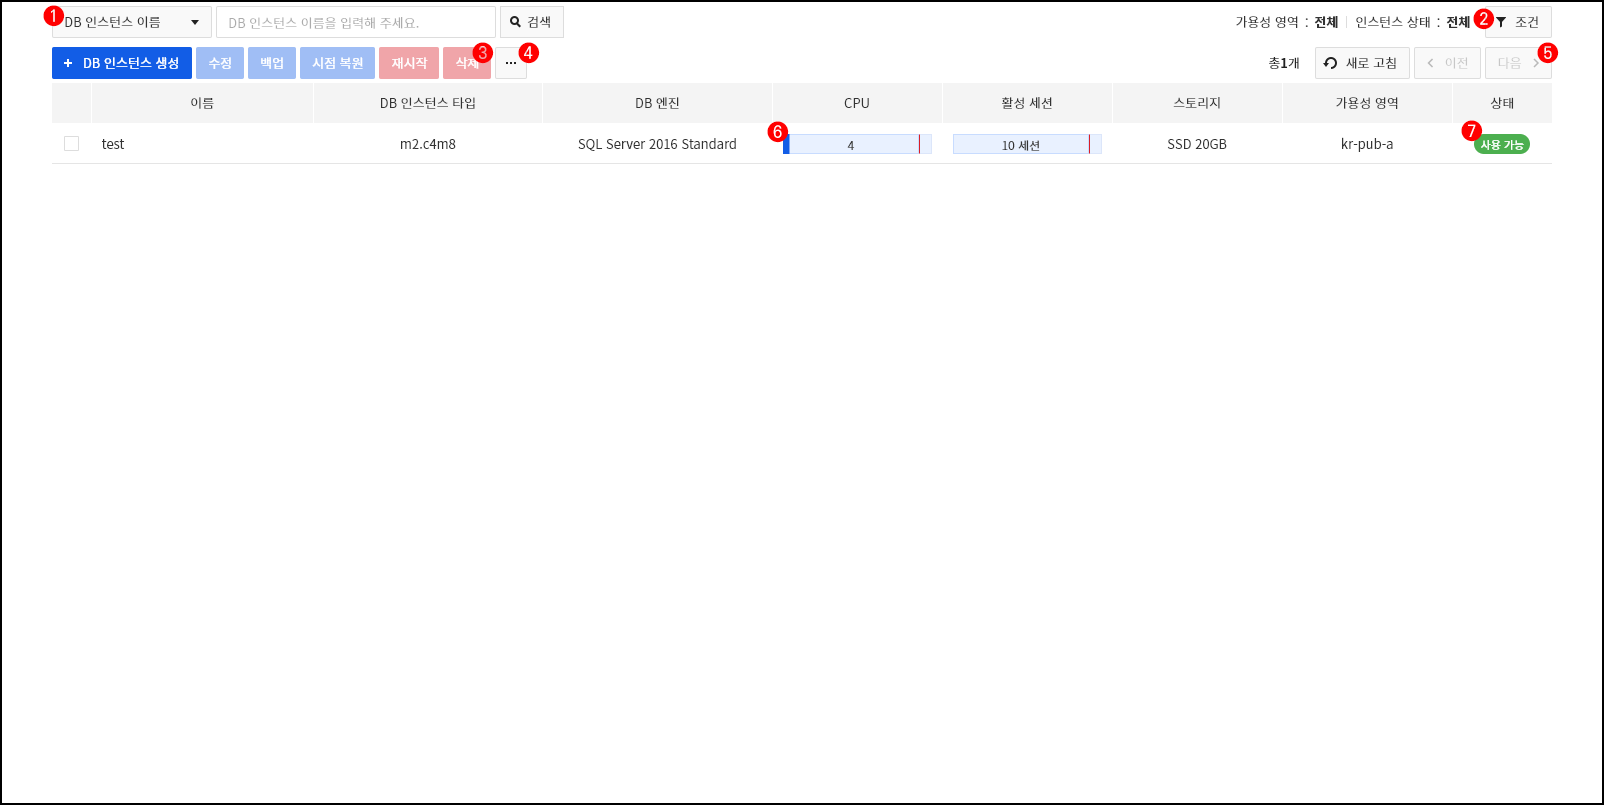 1 DB 인스턴스 이름 DB 인스턴스 이름을 입력해 주세요. 검색 가용성 영역 : 전체 인스턴스 상태 : 전체 2 조건
+ DB 인스턴스 생성 수정 백업 시점 복원 재시작 삭제 3 ... 4 총1개 새로 고침 이전 다음 5
이름 DB 인스턴스 타입 DB 엔진 CPU 활성 세션 스토리지 가용성 영역 상태
test m2.c4m8 SQL Server 2016 Standard 6 4 10 세션 SSD 20GB kr-pub-a 7 사용 가능